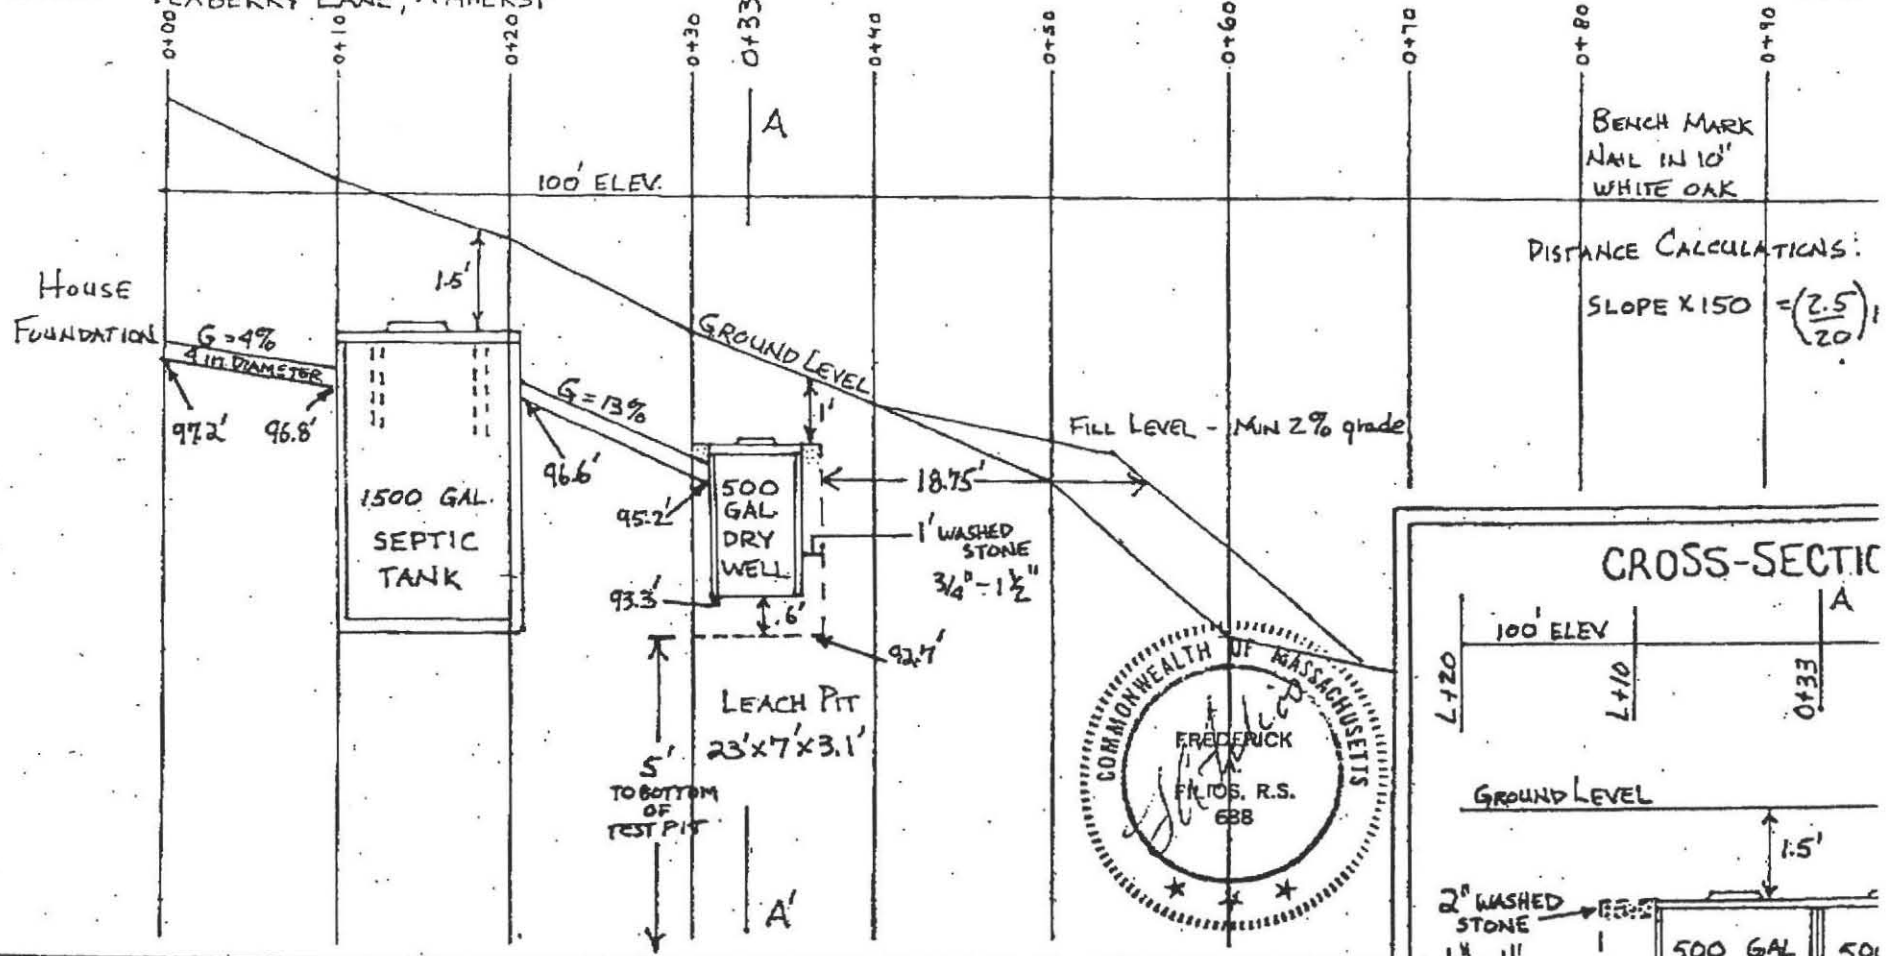 LANE, AMHERST
0+00
0+10
0+20
0+30
0+33
0+40
0+50
0+60
0+70
0+80
0+90
A
100' ELEV.
BENCH MARK
NAIL IN 10"
WHITE OAK
DISTANCE CALCULATIONS:
SLOPE X 150 = (2.5/20)
HOUSE
FOUNDATION
G = 4%
4 in DIAMETER
97.2'
96.8'
1.5'
1500 GAL.
SEPTIC
TANK
G = 13%
96.6'
95.2'
GROUND LEVEL
1'
500
GAL
DRY
WELL
93.3'
.6'
92.7'
18.75'
1' WASHED
STONE
3/4" - 1 1/2"
FILL LEVEL - MIN 2% grade
LEACH PIT
23'x7'x3.1'
5'
TO BOTTOM
OF
TEST PIT
A'
COMMONWEALTH OF MASSACHUSETTS
FREDERICK
A.
FILIOS, R.S.
688
CROSS-SECTIO
A
100' ELEV
L+20
L+10
0+33
GROUND LEVEL
1.5'
2" WASHED
STONE
500 GAL